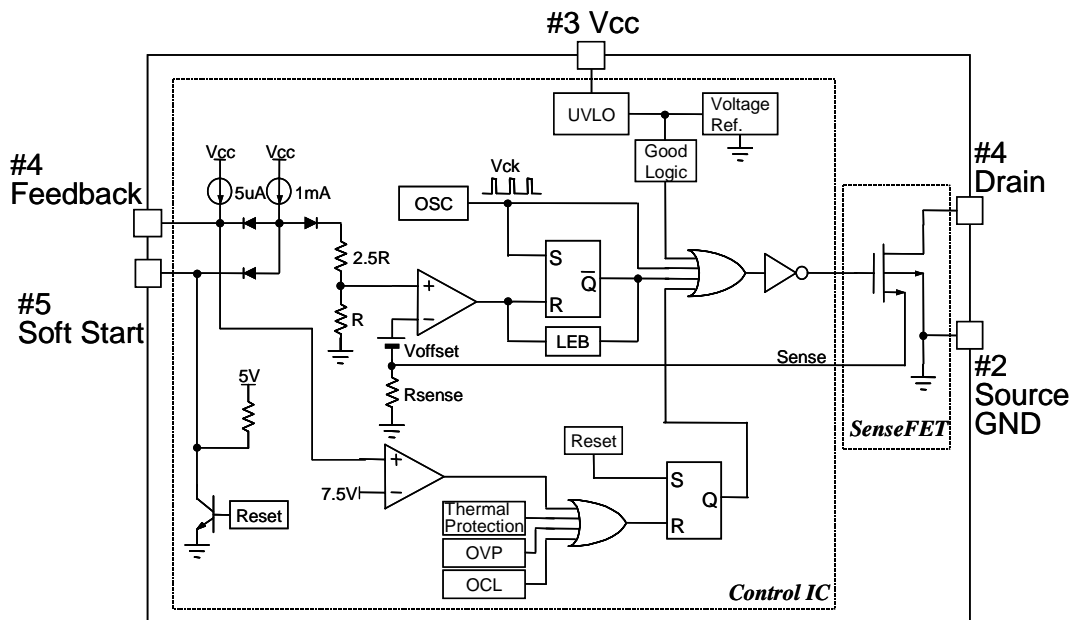 #3 Vcc
UVLO
Voltage
Ref.
Good
Logic
#4
Feedback
Vcc
Vcc
5uA
1mA
Vck
OSC
#4
Drain
2.5R
S
Q
R
R
#5
Soft Start
LEB
Voffset
Sense
Rsense
5V
#2
Source
GND
SenseFET
Reset
S
Q
R
7.5V
Thermal
Protection
OVP
OCL
Reset
Control IC
+
−
+
−